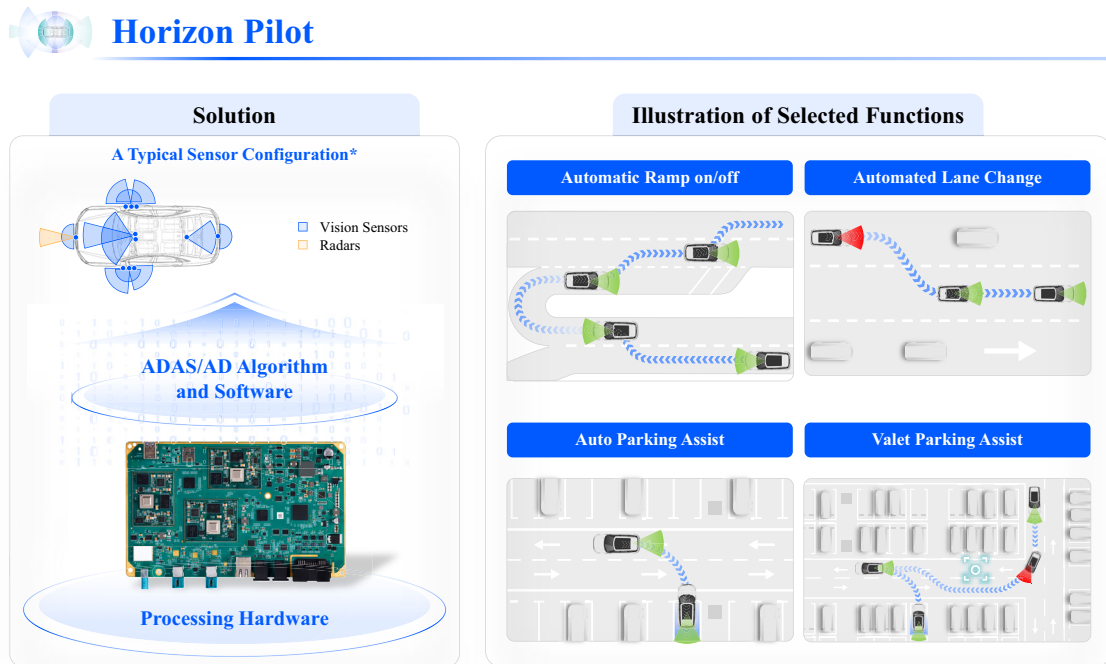 Horizon Pilot
Solution
A Typical Sensor Configuration*
Vision Sensors
Radars
ADAS/AD Algorithm
and Software
Processing Hardware
Illustration of Selected Functions
Automatic Ramp on/off
Automated Lane Change
Auto Parking Assist
Valet Parking Assist